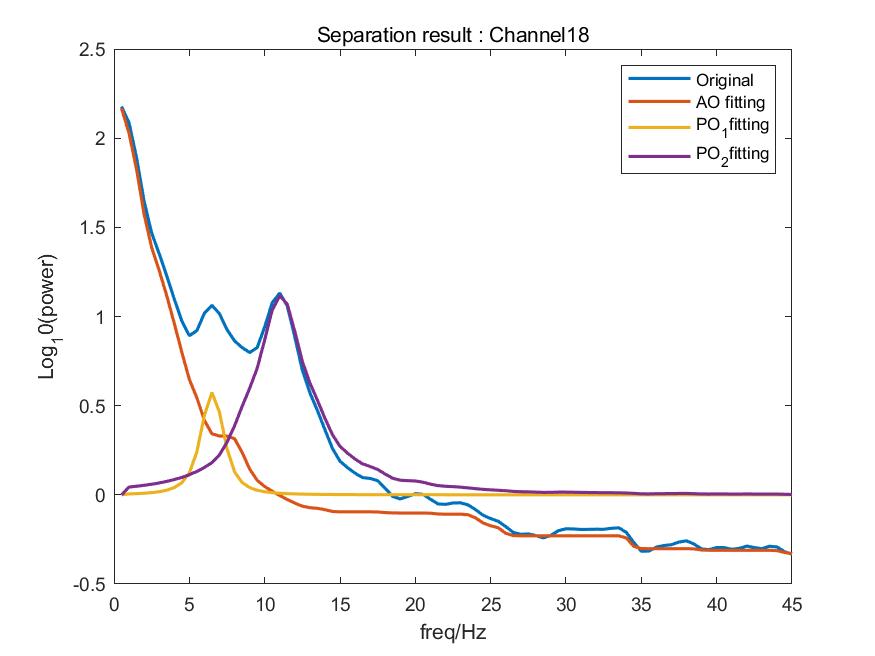 Separation result : Channel18
Original
AO fitting
PO1fitting
PO2fitting
2.5
2
1.5
1
0.5
0
-0.5
Log10(power)
0 5 10 15 20 25 30 35 40 45
freq/Hz